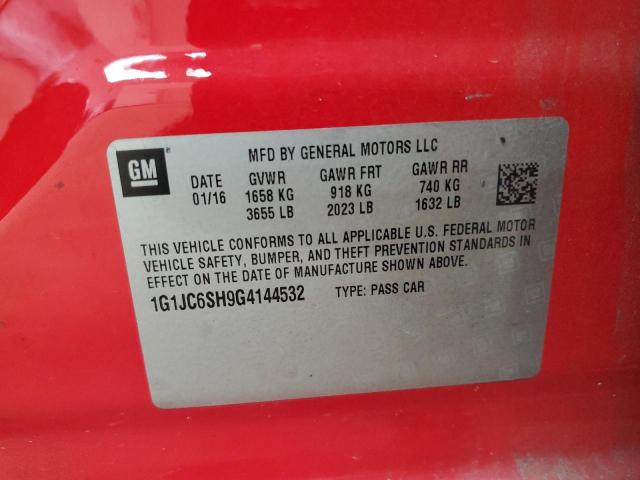 GM
MFD BY GENERAL MOTORS LLC
DATE GVWR GAWR FRT GAWR RR
01/16 1658 KG 918 KG 740 KG
3655 LB 2023 LB 1632 LB
THIS VEHICLE CONFORMS TO ALL APPLICABLE U.S. FEDERAL MOTOR
VEHICLE SAFETY, BUMPER, AND THEFT PREVENTION STANDARDS IN
EFFECT ON THE DATE OF MANUFACTURE SHOWN ABOVE.
1G1JC6SH9G4144532 TYPE: PASS CAR